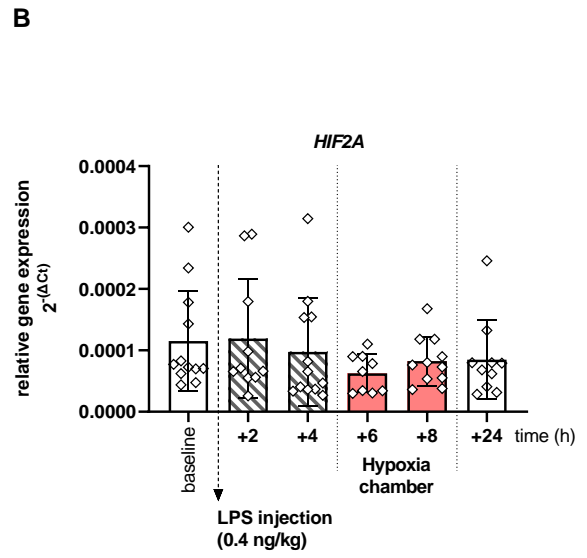 B
HIF2A
relative gene expression
2^-(ΔCt)
0.0004
0.0003
0.0002
0.0001
0.0000
baseline
+2
+4
+6
+8
+24
time (h)
Hypoxia
chamber
LPS injection
(0.4 ng/kg)